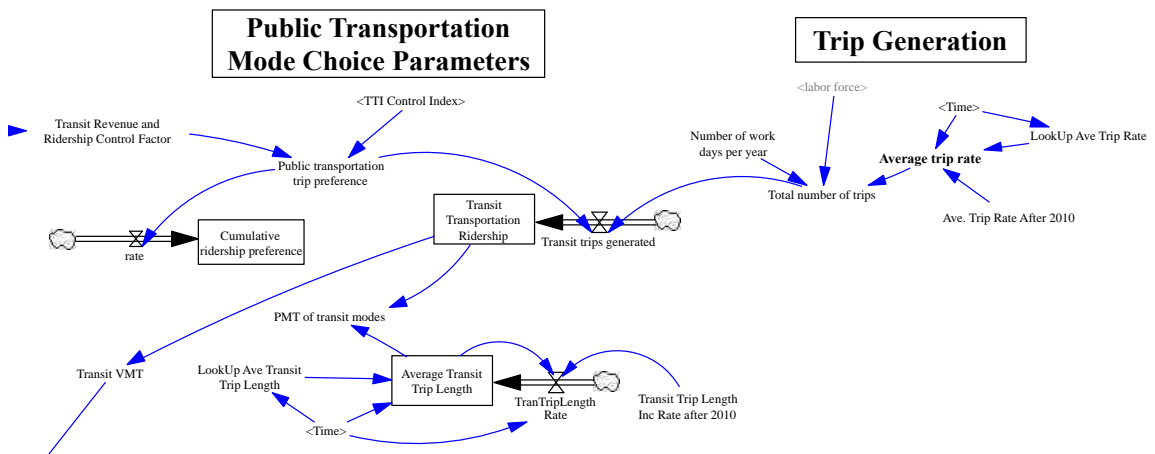 Public Transportation
Mode Choice Parameters
Trip Generation
<TTI Control Index>
<labor force>
<Time>
Transit Revenue and
Ridership Control Factor
Number of work
days per year
LookUp Ave Trip Rate
Public transportation
trip preference
Average trip rate
Total number of trips
Transit
Transportation
Ridership
Ave. Trip Rate After 2010
Cumulative
ridership preference
Transit trips generated
rate
PMT of transit modes
Transit VMT
LookUp Ave Transit
Trip Length
Average Transit
Trip Length
TranTripLength
Rate
Transit Trip Length
Inc Rate after 2010
<Time>